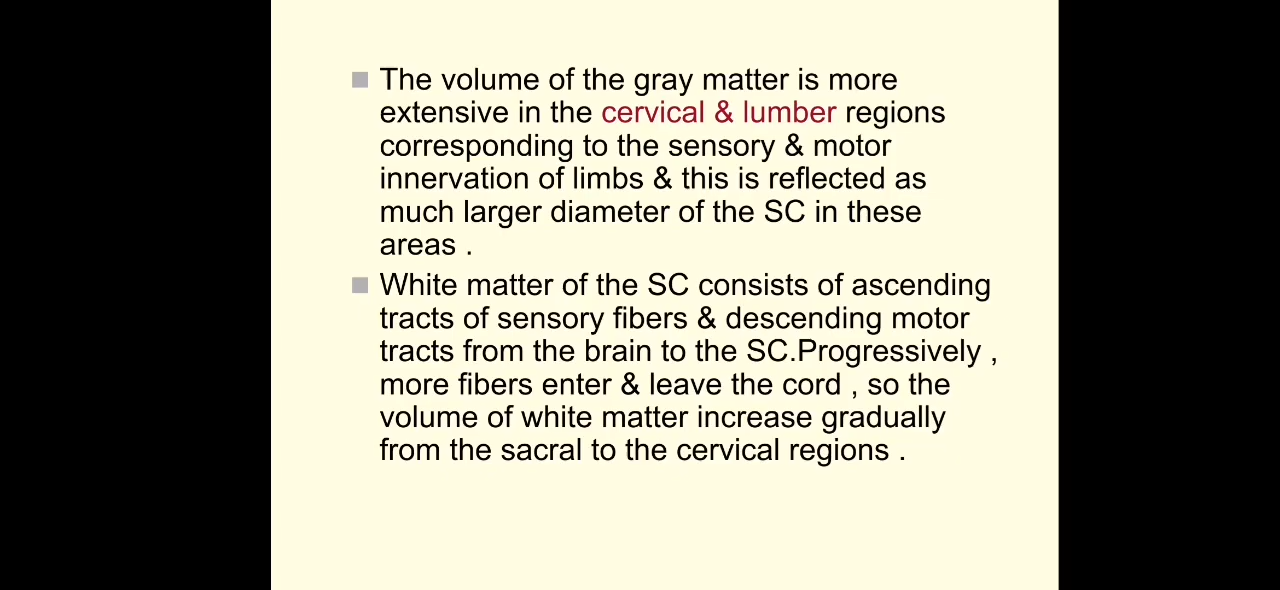 The volume of the gray matter is more
extensive in the cervical & lumber regions
corresponding to the sensory & motor
innervation of limbs & this is reflected as
much larger diameter of the SC in these
areas .
White matter of the SC consists of ascending
tracts of sensory fibers & descending motor
tracts from the brain to the SC.Progressively ,
more fibers enter & leave the cord , so the
volume of white matter increase gradually
from the sacral to the cervical regions .